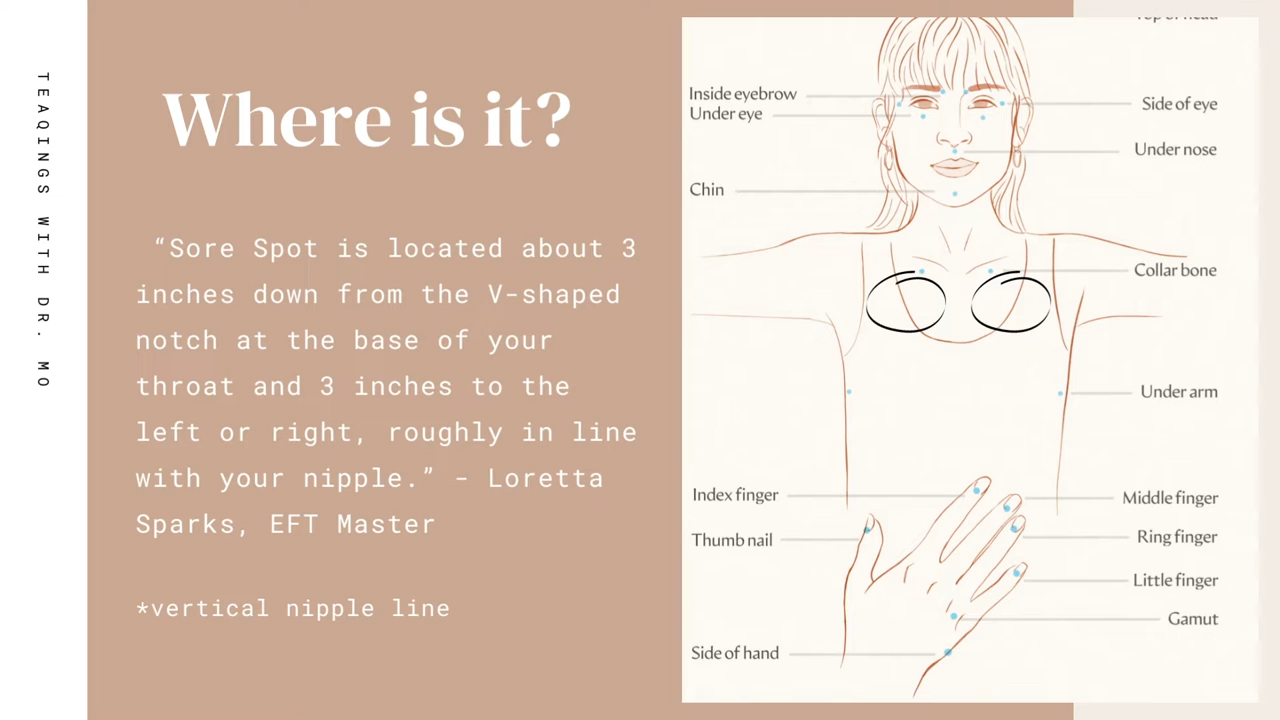 TEAQINGS WITH DR. MO
Where is it?
“Sore Spot is located about 3
inches down from the V-shaped
notch at the base of your
throat and 3 inches to the
left or right, roughly in line
with your nipple.” - Loretta
Sparks, EFT Master
*vertical nipple line
Top of head
Inside eyebrow
Under eye
Side of eye
Under nose
Chin
Collar bone
Under arm
Index finger
Middle finger
Thumb nail
Ring finger
Little finger
Gamut
Side of hand